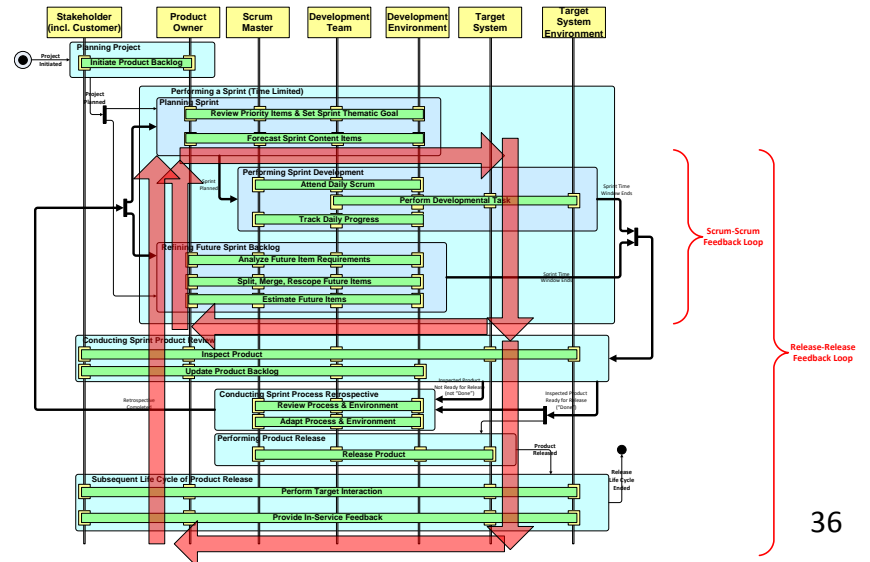 Stakeholder
(incl. Customer)
Product
Owner
Scrum
Master
Development
Team
Development
Environment
Target
System
Target
System
Environment
Planning Project
Project
Initiated
Initiate Product Backlog
Project
Planned
Performing a Sprint (Time Limited)
Planning Sprint
Review Priority Items & Set Sprint Thematic Goal
Forecast Sprint Content Items
Sprint
Planned
Performing Sprint Development
Attend Daily Scrum
Perform Developmental Task
Track Daily Progress
Sprint Time
Window Ends
Scrum-Scrum
Feedback Loop
Refining Future Sprint Backlog
Analyze Future Item Requirements
Split, Merge, Rescope Future Items
Estimate Future Items
Sprint Time
Window Ends
Conducting Sprint Product Review
Inspect Product
Update Product Backlog
Release-Release
Feedback Loop
Inspected Product
Not Ready for Release
(not "Done")
Inspected Product
Ready for Release
("Done")
Retrospective
Completed
Conducting Sprint Process Retrospective
Review Process & Environment
Adapt Process & Environment
Performing Product Release
Release Product
Product
Released
Release
Life Cycle
Ended
Subsequent Life Cycle of Product Release
Perform Target Interaction
Provide In-Service Feedback
36